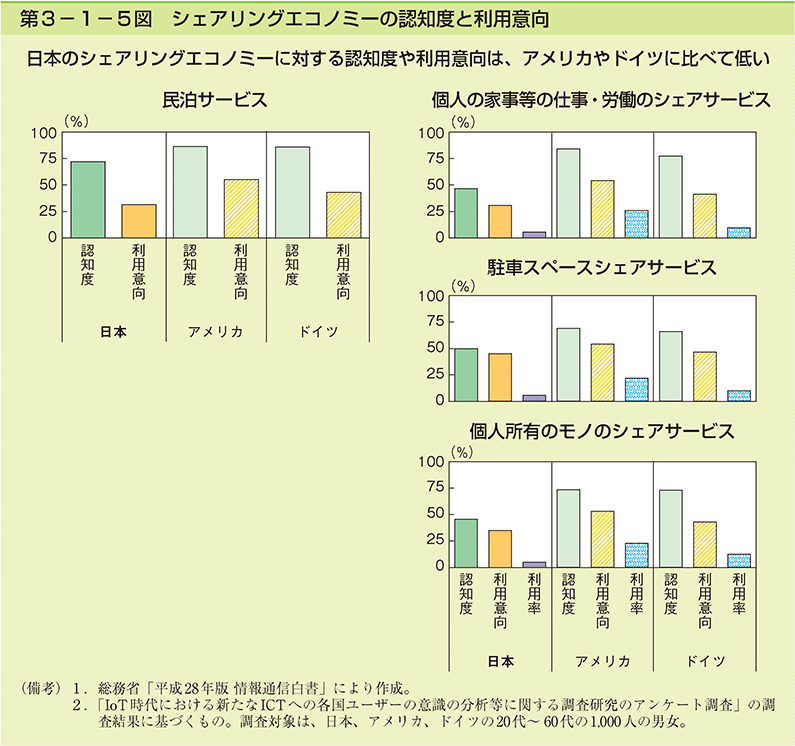 第3－1－5図　シェアリングエコノミーの認知度と利用意向
日本のシェアリングエコノミーに対する認知度や利用意向は、アメリカやドイツに比べて低い
民泊サービス
（%）
100
75
50
25
0
認知度
利用意向
認知度
利用意向
認知度
利用意向
日本
アメリカ
ドイツ
個人の家事等の仕事・労働のシェアサービス
（%）
100
75
50
25
0
駐車スペースシェアサービス
100
75
50
25
0
個人所有のモノのシェアサービス
（%）
100
75
50
25
0
認知度
利用意向
利用率
認知度
利用意向
利用率
認知度
利用意向
利用率
日本
アメリカ
ドイツ
（備考）１．総務省「平成28年版 情報通信白書」により作成。
２．「IoT時代における新たなICTへの各国ユーザーの意識の分析等に関する調査研究のアンケート調査」の調
査結果に基づくもの。調査対象は、日本、アメリカ、ドイツの20代～60代の1,000人の男女。